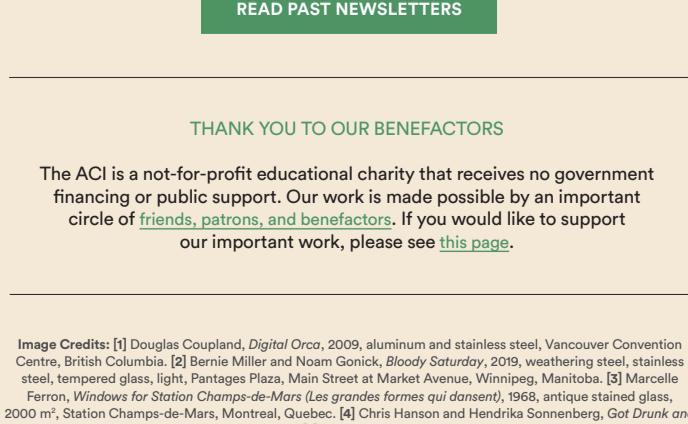 READ PAST NEWSLETTERS
THANK YOU TO OUR BENEFACTORS
The ACI is a not-for-profit educational charity that receives no government
financing or public support. Our work is made possible by an important
circle of friends, patrons, and benefactors. If you would like to support
our important work, please see this page.
Image Credits: [1] Douglas Coupland, Digital Orca, 2009, aluminum and stainless steel, Vancouver Convention
Centre, British Columbia. [2] Bernie Miller and Noam Gonick, Bloody Saturday, 2019, weathering steel, stainless
steel, tempered glass, light, Pantages Plaza, Main Street at Market Avenue, Winnipeg, Manitoba. [3] Marcelle
Ferron, Windows for Station Champs-de-Mars (Les grandes formes qui dansent), 1968, antique stained glass,
2000 m², Station Champs-de-Mars, Montreal, Quebec. [4] Chris Hanson and Hendrika Sonnenberg, Got Drunk and